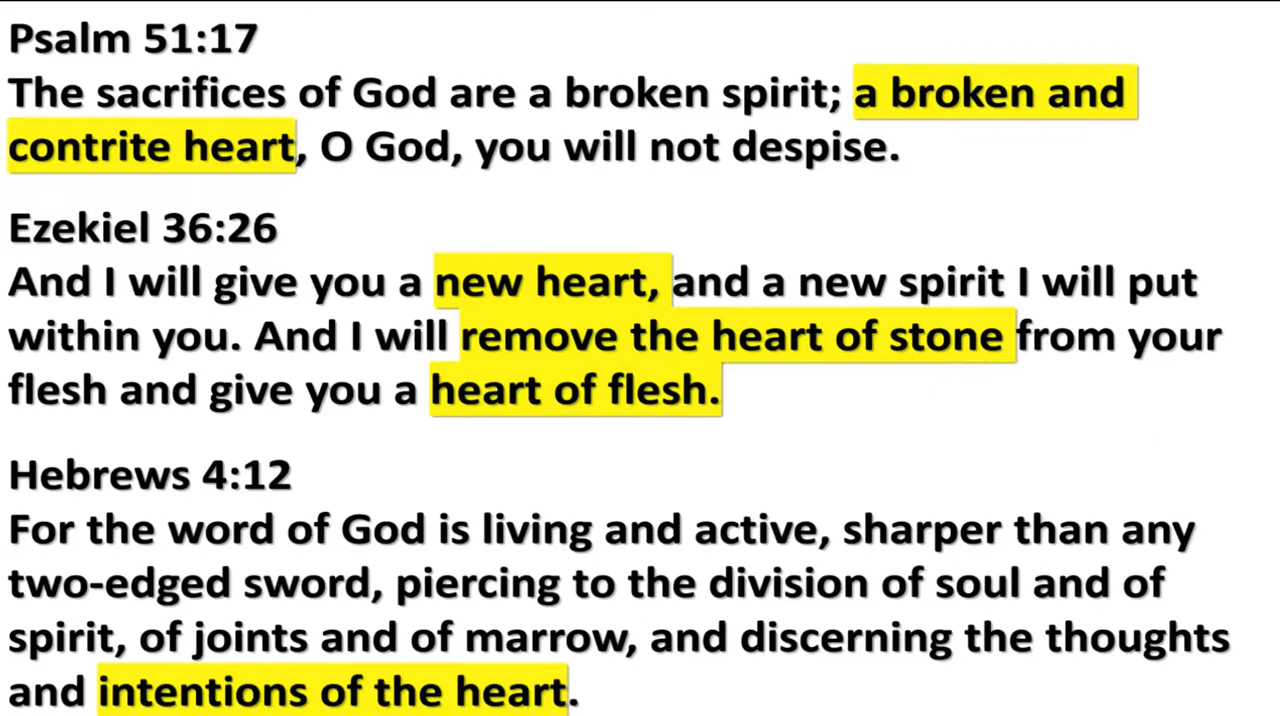 Psalm 51:17
The sacrifices of God are a broken spirit; a broken and
contrite heart, O God, you will not despise.
Ezekiel 36:26
And I will give you a new heart, and a new spirit I will put
within you. And I will remove the heart of stone from your
flesh and give you a heart of flesh.
Hebrews 4:12
For the word of God is living and active, sharper than any
two-edged sword, piercing to the division of soul and of
spirit, of joints and of marrow, and discerning the thoughts
and intentions of the heart.